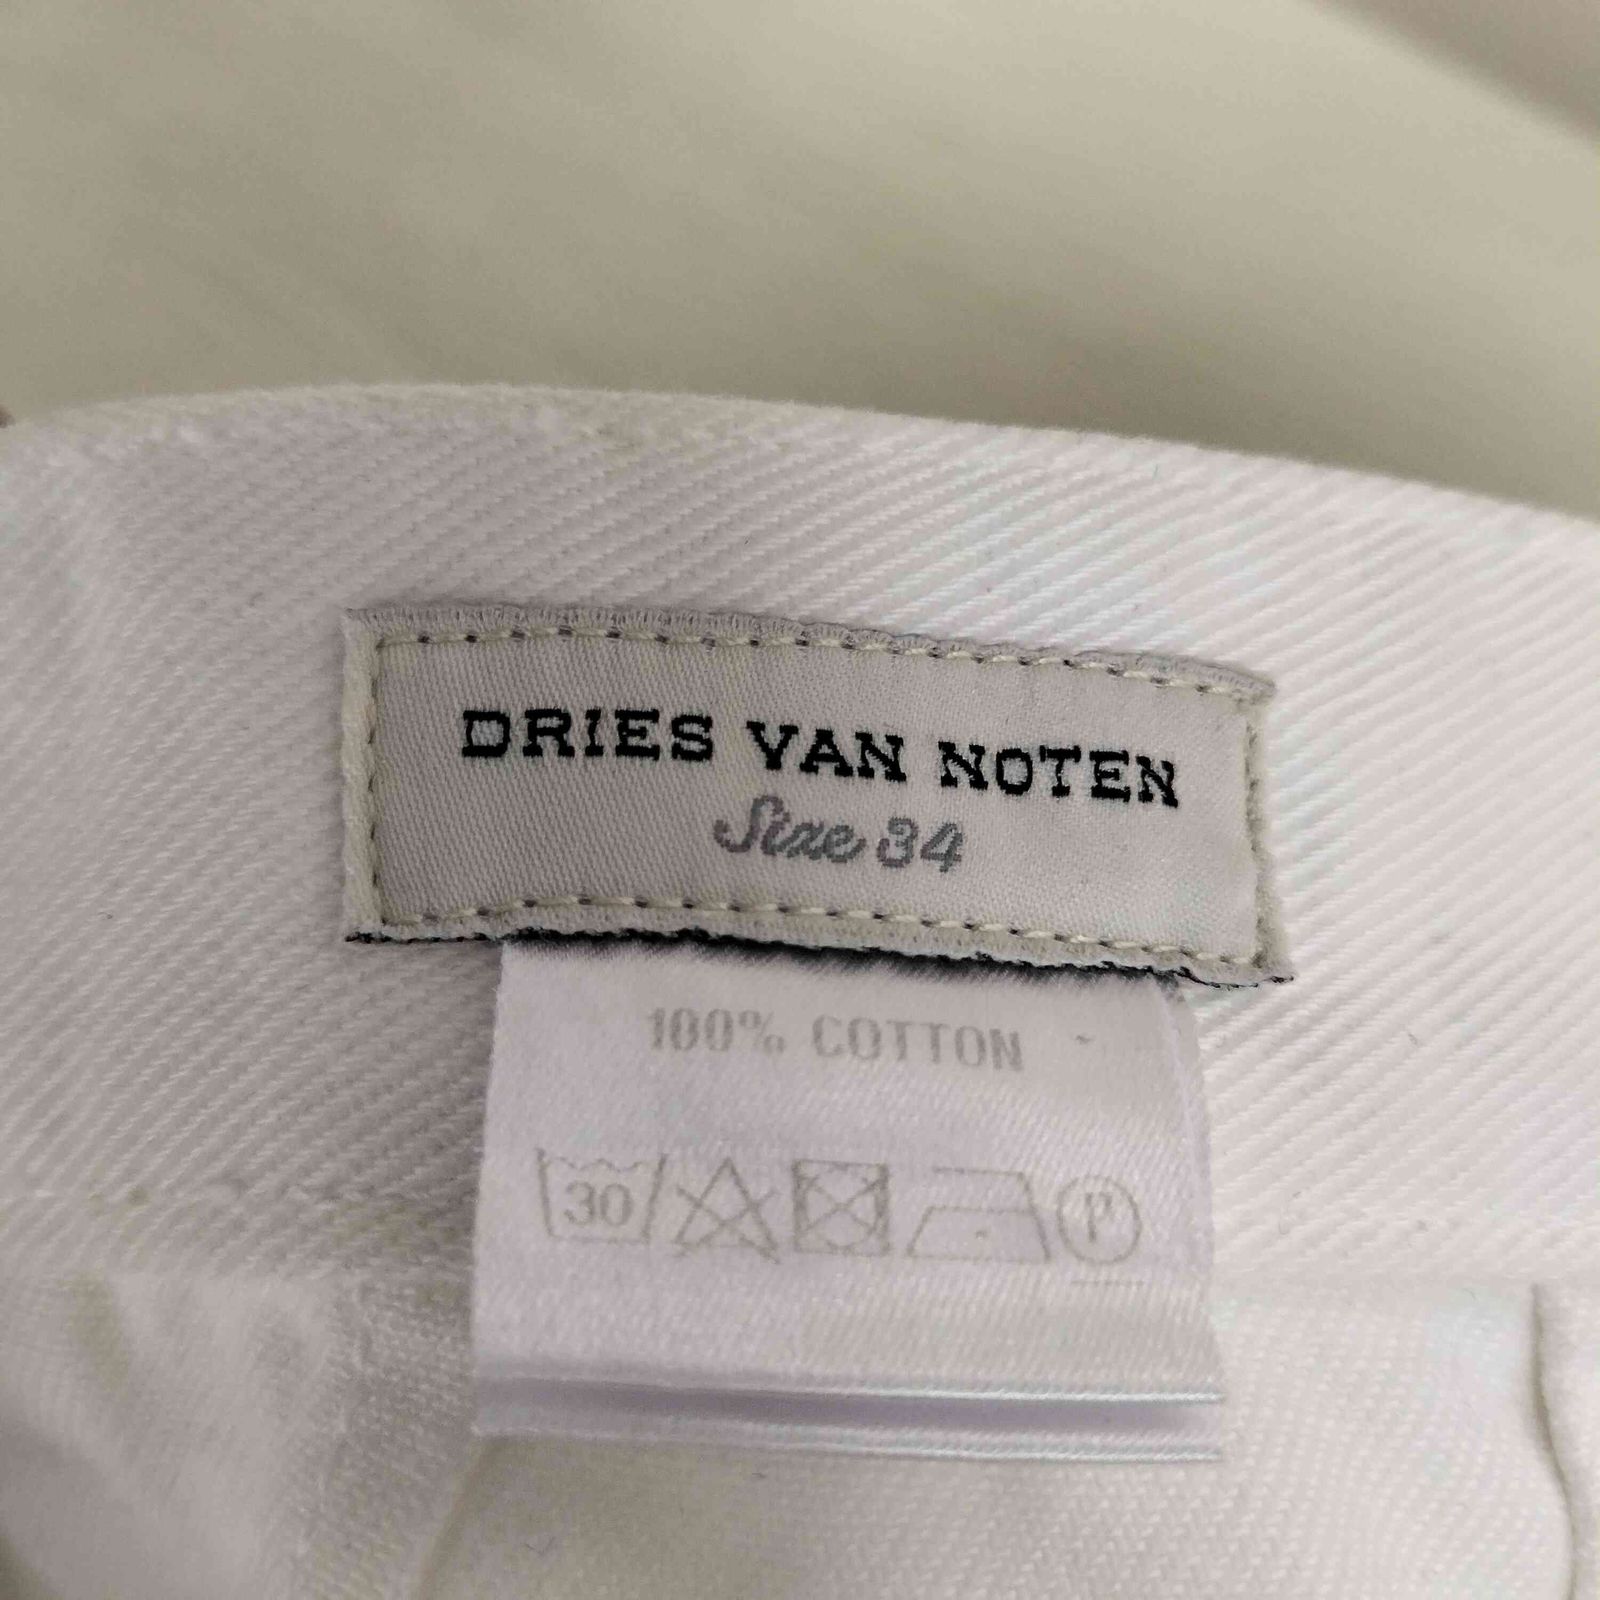 DRIES VAN NOTEN
Size 34
100% COTTON
30
P